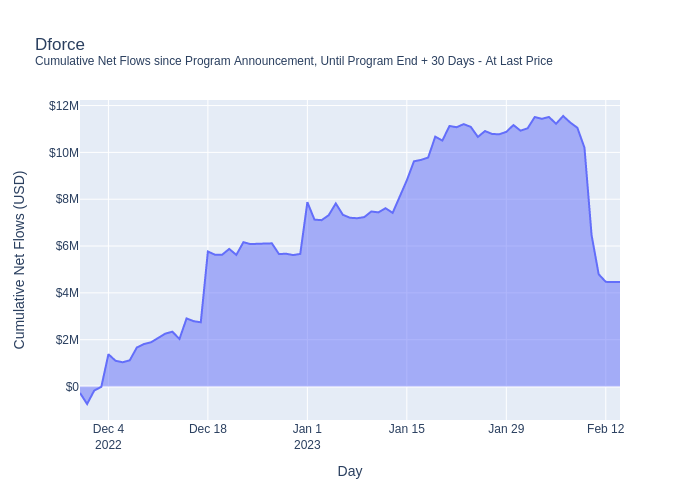 Dforce
Cumulative Net Flows since Program Announcement, Until Program End + 30 Days - At Last Price
Cumulative Net Flows (USD)
$12M
$10M
$8M
$6M
$4M
$2M
$0
Dec 4
2022
Dec 18
Jan 1
2023
Jan 15
Jan 29
Feb 12
Day